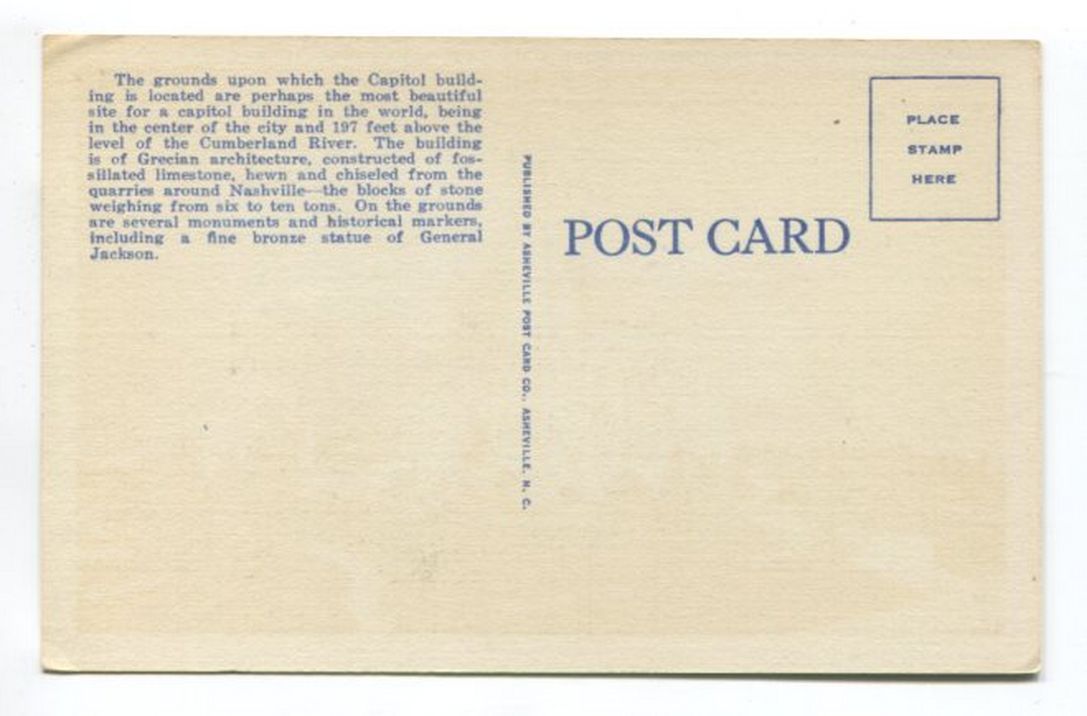 The grounds upon which the Capitol build-
ing is located are perhaps the most beautiful
site for a capitol building in the world, being
in the center of the city and 197 feet above the
level of the Cumberland River. The building
is of Grecian architecture, constructed of fos-
sillated limestone, hewn and chiseled from the
quarries around Nashville—the blocks of stone
weighing from six to ten tons. On the grounds
are several monuments and historical markers,
including a fine bronze statue of General
Jackson.
PUBLISHED BY ASHEVILLE POST CARD CO., ASHEVILLE, N. C.
POST CARD
PLACE
STAMP
HERE